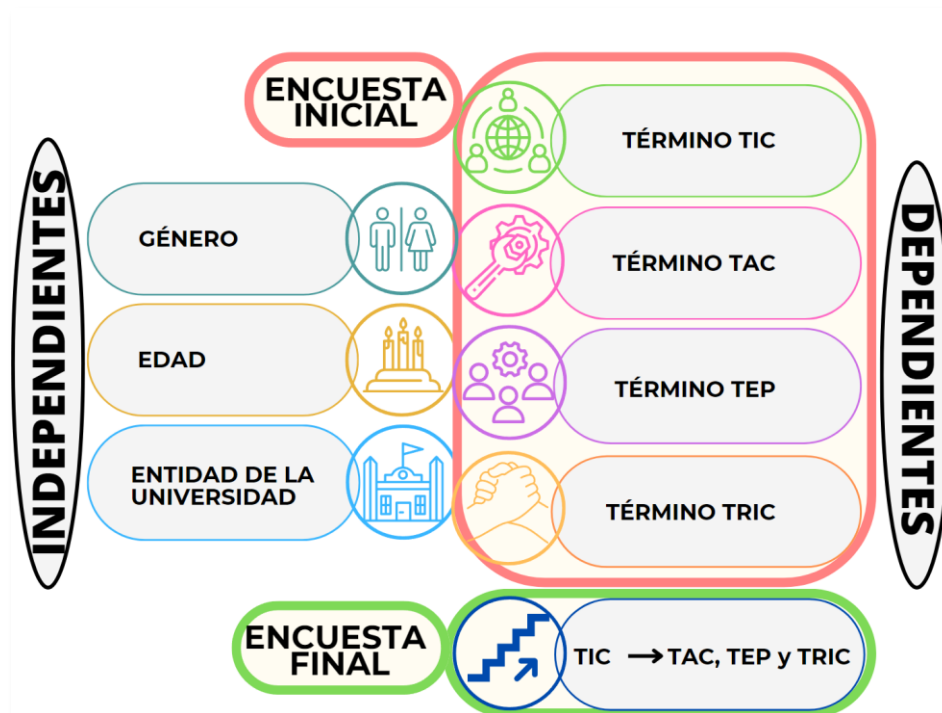 ENCUESTA
INICIAL
TÉRMINO TIC
INDEPENDIENTES
DEPENDIENTES
GÉNERO
TÉRMINO TAC
EDAD
TÉRMINO TEP
ENTIDAD DE LA
UNIVERSIDAD
TÉRMINO TRIC
ENCUESTA
FINAL
TIC → TAC, TEP y TRIC